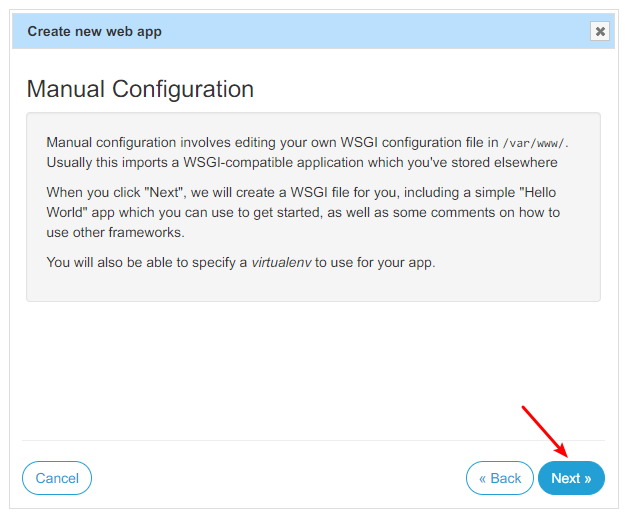 Create new web app
Manual Configuration
Manual configuration involves editing your own WSGI configuration file in /var/www/.
Usually this imports a WSGI-compatible application which you've stored elsewhere
When you click "Next", we will create a WSGI file for you, including a simple "Hello
World" app which you can use to get started, as well as some comments on how to
use other frameworks.
You will also be able to specify a virtualenv to use for your app.
Cancel
« Back
Next »